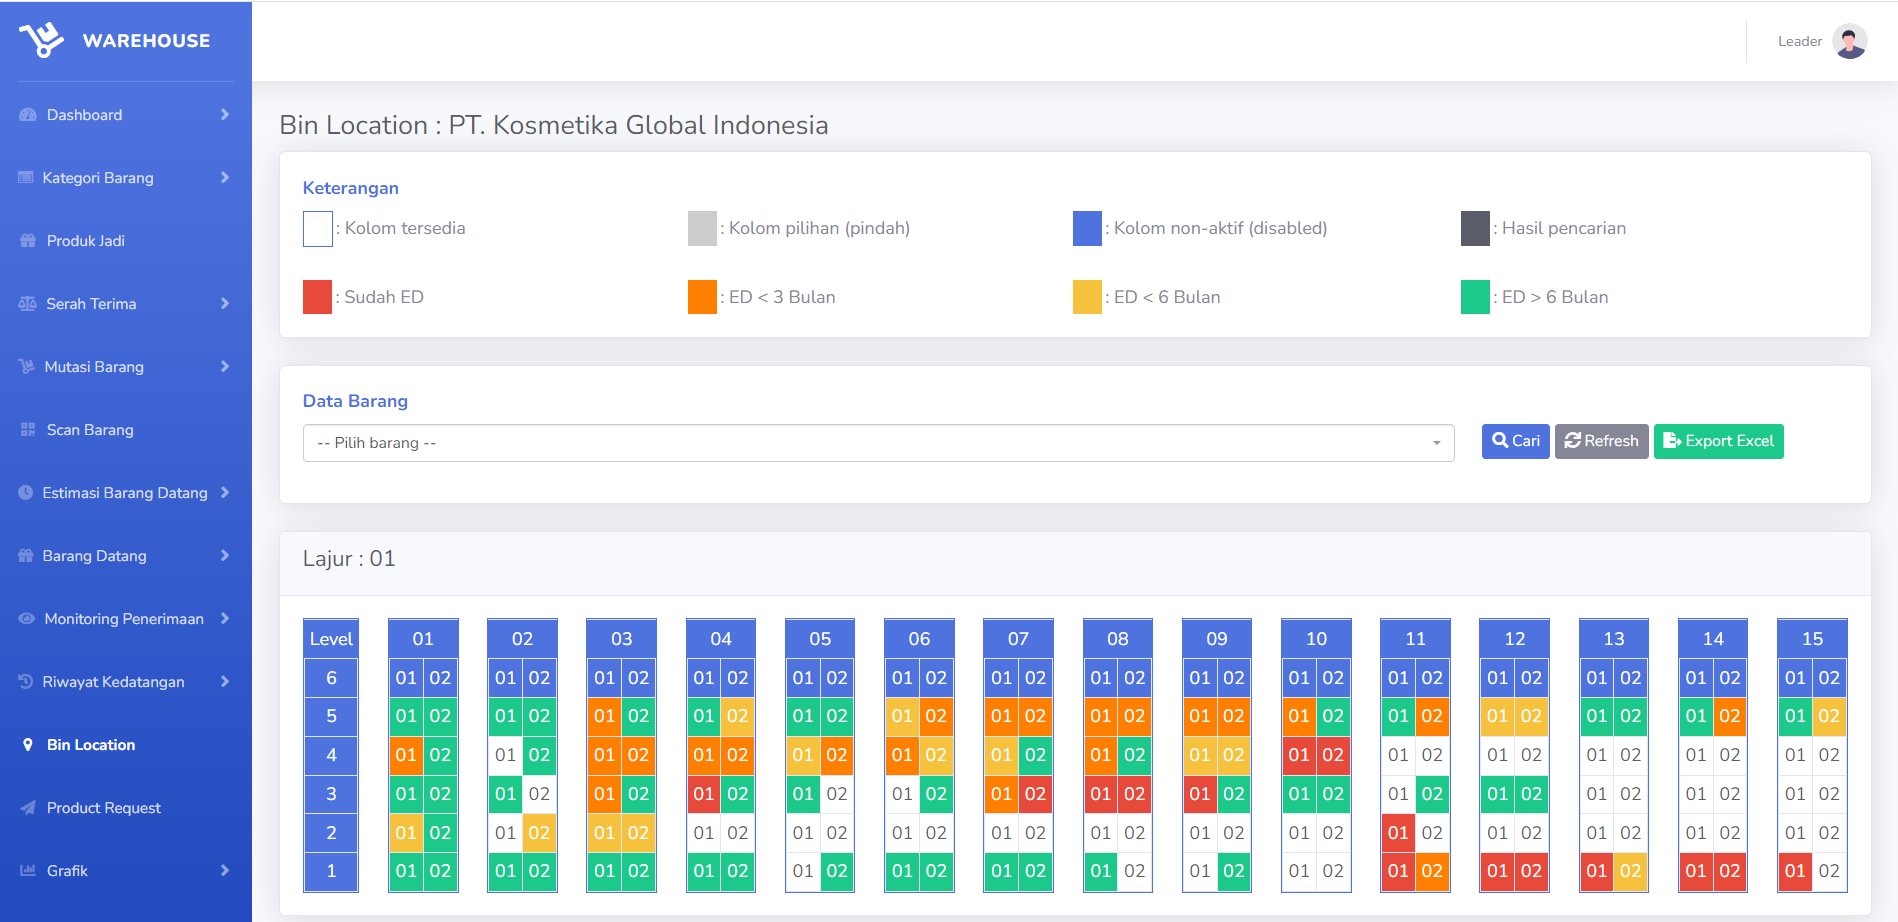 WAREHOUSE
Leader
Dashboard
Kategori Barang
Produk Jadi
Serah Terima
Mutasi Barang
Scan Barang
Estimasi Barang Datang
Barang Datang
Monitoring Penerimaan
Riwayat Kedatangan
Bin Location
Product Request
Grafik
Bin Location : PT. Kosmetika Global Indonesia
Keterangan
: Kolom tersedia : Kolom pilihan (pindah) : Kolom non-aktif (disabled) : Hasil pencarian
: Sudah ED : ED < 3 Bulan : ED < 6 Bulan : ED > 6 Bulan
Data Barang
-- Pilih barang -- Cari Refresh Export Excel
Lajur : 01
Level 01 02 03 04 05 06 07 08 09 10 11 12 13 14 15
6 01 02 01 02 01 02 01 02 01 02 01 02 01 02 01 02 01 02 01 02 01 02 01 02 01 02 01 02 01 02
5 01 02 01 02 01 02 01 02 01 02 01 02 01 02 01 02 01 02 01 02 01 02 01 02 01 02 01 02 01 02
4 01 02 01 02 01 02 01 02 01 02 01 02 01 02 01 02 01 02 01 02 01 02 01 02 01 02 01 02 01 02
3 01 02 01 02 01 02 01 02 01 02 01 02 01 02 01 02 01 02 01 02 01 02 01 02 01 02 01 02 01 02
2 01 02 01 02 01 02 01 02 01 02 01 02 01 02 01 02 01 02 01 02 01 02 01 02 01 02 01 02 01 02
1 01 02 01 02 01 02 01 02 01 02 01 02 01 02 01 02 01 02 01 02 01 02 01 02 01 02 01 02 01 02